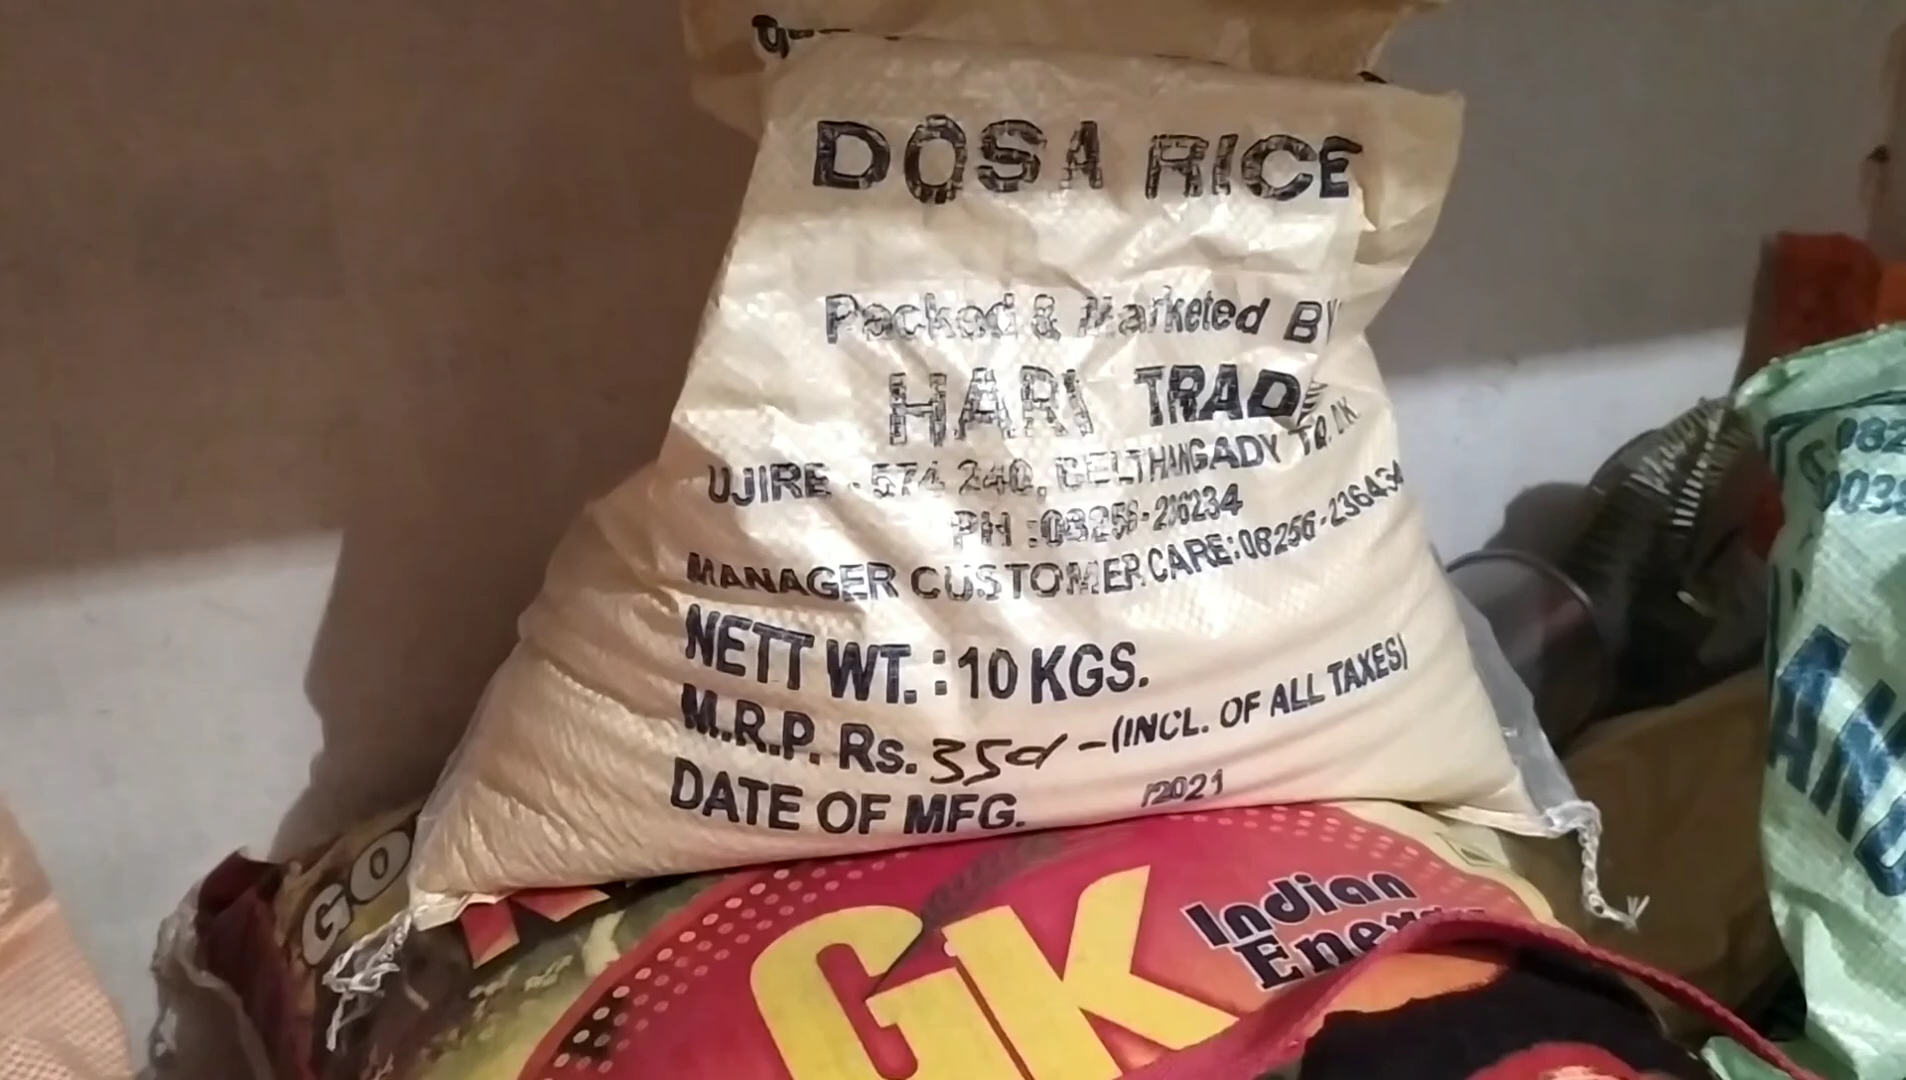 DOSA RICE
Packed & Marketed BY
HARI TRADE
UJIRE - 574 240, BELTHANGADY TQ. D.K.
PH : 08256-236234
MANAGER CUSTOMER CARE: 08256-236434
NETT WT. : 10 KGS.
M.R.P. Rs. 350/- (INCL. OF ALL TAXES)
DATE OF MFG. /2021
GO
GK
Indian